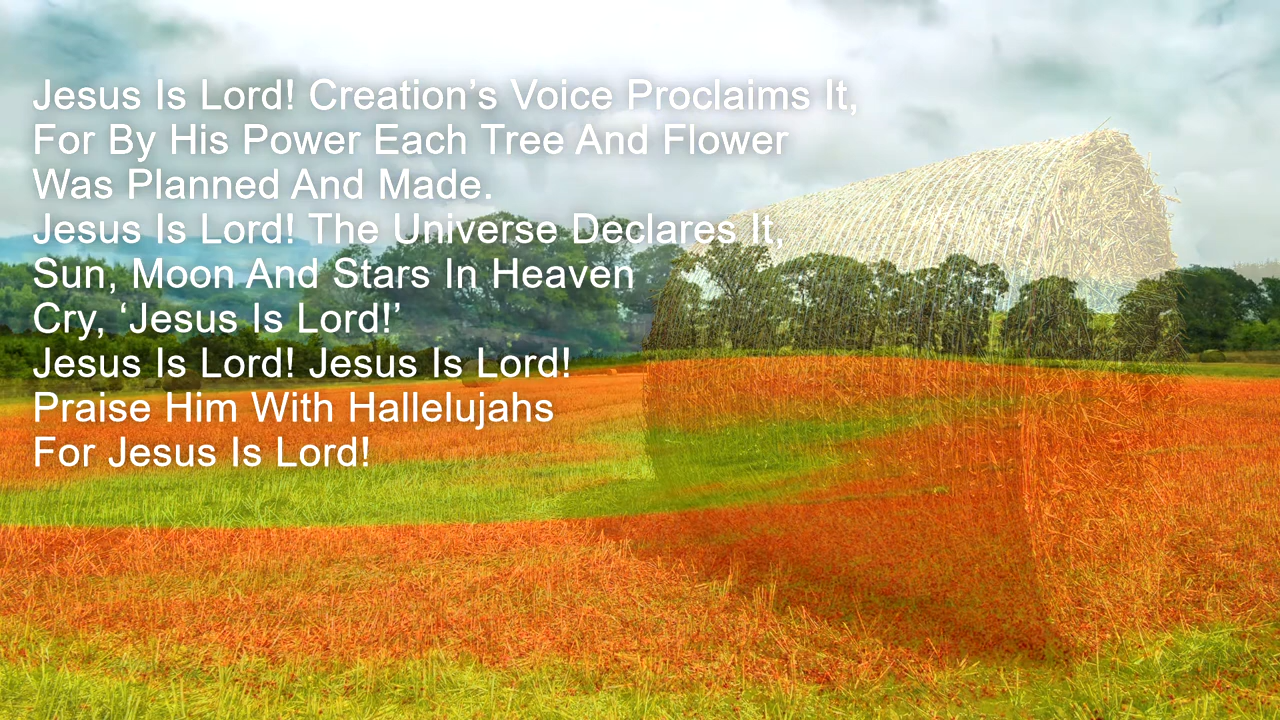 Jesus Is Lord! Creation’s Voice Proclaims It,
For By His Power Each Tree And Flower
Was Planned And Made.
Jesus Is Lord! The Universe Declares It,
Sun, Moon And Stars In Heaven
Cry, ‘Jesus Is Lord!’
Jesus Is Lord! Jesus Is Lord!
Praise Him With Hallelujahs
For Jesus Is Lord!